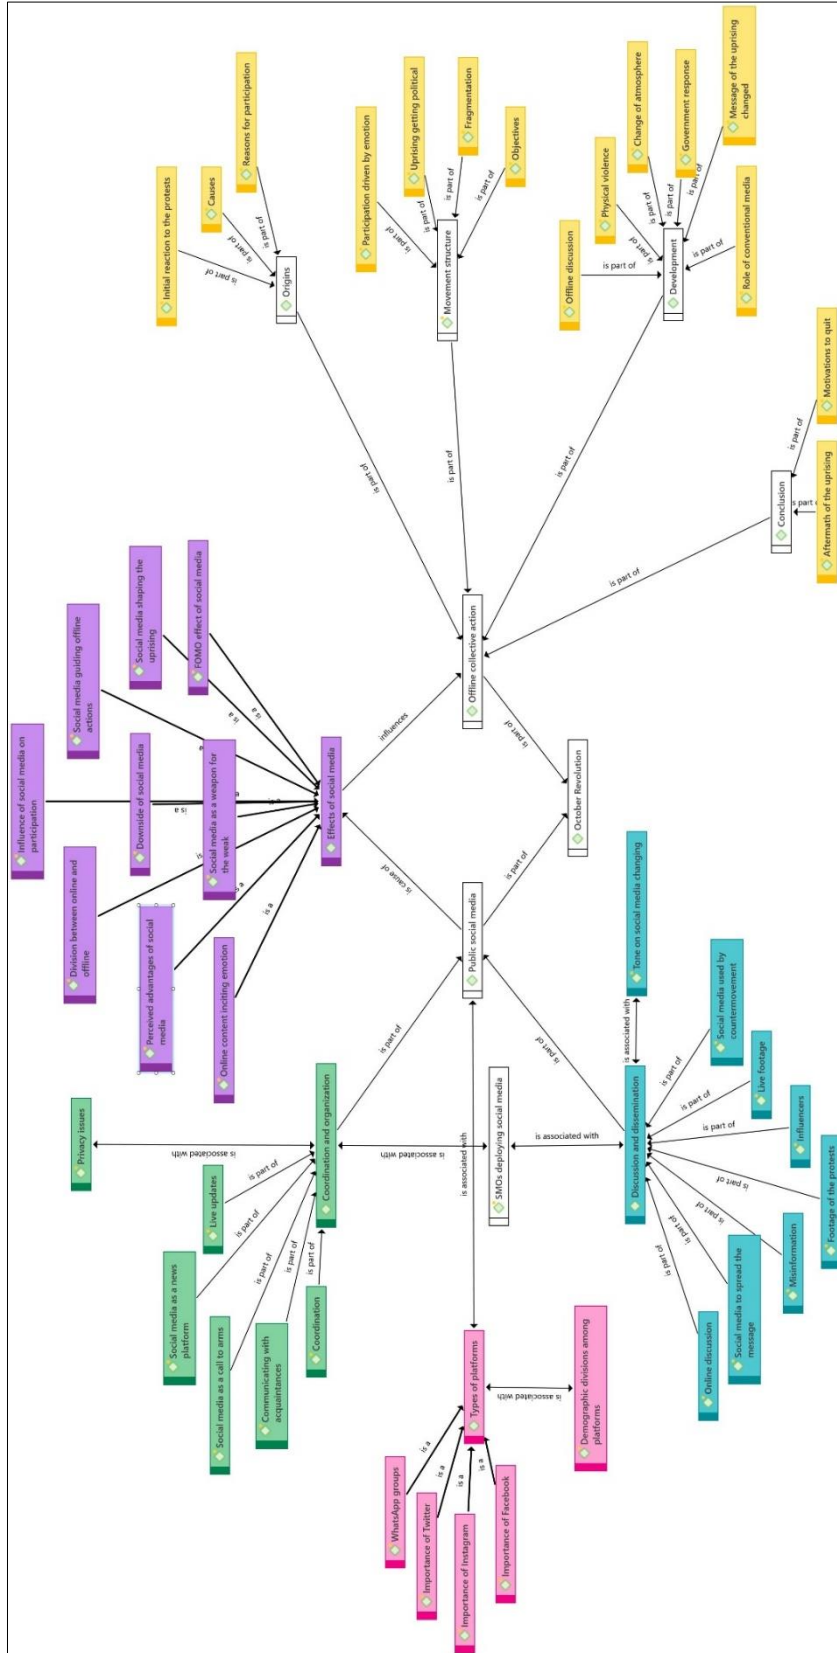 Initial reaction to the protests
Causes
Reasons for participation
is part of
is part of
is part of
Origins
Participation driven by emotion
Uprising getting political
Fragmentation
Objectives
is part of
is part of
is part of
is part of
Movement structure
Offline discussion
Physical violence
Change of atmosphere
Government response
Message of the uprising
changed
Role of conventional media
is part of
is part of
is part of
is part of
is part of
is part of
Development
Motivations to quit
Aftermath of the uprising
is part of
is part o
Conclusion
is part of
is part of
is part of
is part of
Offline collective action
Influence of social media on
participation
Social media guiding offline
actions
Social media shaping the
uprising
FOMO effect of social media
Division between online and
offline
Downside of social media
Social media as a weapon for
the weak
Perceived advantages of social
media
Online content inciting emotion
is a
is a
a
a
is a
is a
is
is a
is a
Effects of social media
influences
is part of
October Revolution
is cause of
is part of
Public social media
Privacy issues
is associated with
Live updates
Social media as a news
platform
Social media as a call to arms
Communicating with
acquaintances
Coordination
is part of
is part of
is part of
is part of
is part of
Coordination and organization
is part of
is associated with
is associated with
SMOs deploying social media
is associated with
is part of
Discussion and dissemination
is associated with
Tone on social media changing
Social media used by
countermovement
Live footage
Influencers
Footage of the protests
Misinformation
Social media to spread the
message
Online discussion
is part of
is part of
is part of
is part of
is part of
is part of
is part of
WhatsApp groups
Importance of Twitter
Importance of Instagram
Importance of Facebook
is a
is a
is a
is a
Types of platforms
is associated with
Demographic divisions among
platforms